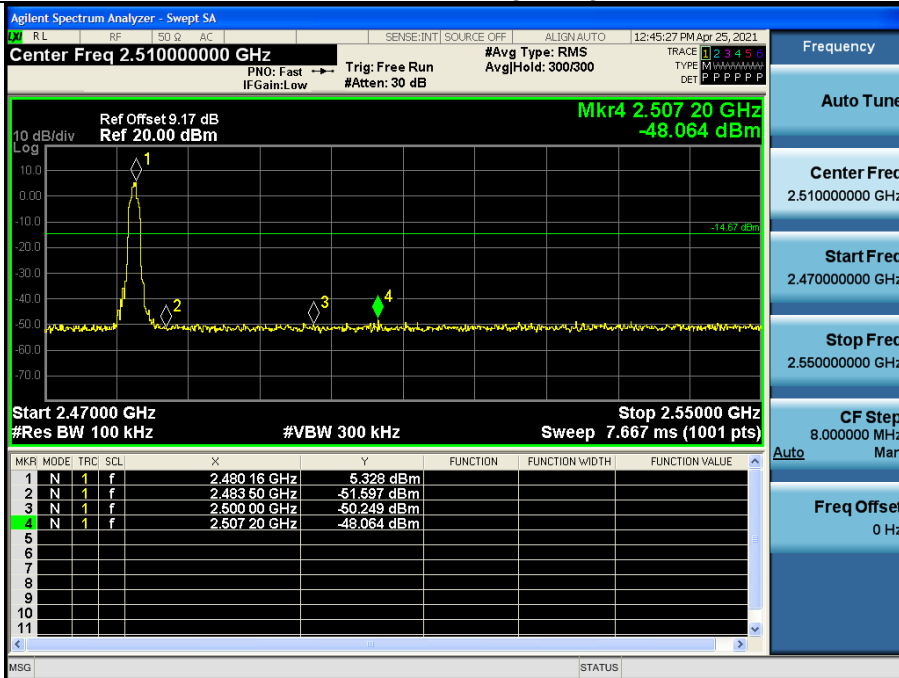 Agilent Spectrum Analyzer - Swept SA
LXI RL RF 50 Ω AC SENSE:INT SOURCE OFF ALIGN AUTO 12:45:27 PM Apr 25, 2021
Center Freq 2.510000000 GHz
PNO: Fast
IFGain:Low
Trig: Free Run
#Atten: 30 dB
#Avg Type: RMS
Avg|Hold: 300/300
TRACE 1 2 3 4 5 6
TYPE M
DET P P P P P P
Ref Offset 9.17 dB
10 dB/div Ref 20.00 dBm
Log
Mkr4 2.507 20 GHz
-48.064 dBm
10.0
0.00
-10.0
-20.0
-30.0
-40.0
-50.0
-60.0
-70.0
1
2
3
4
-14.67 dBm
Start 2.47000 GHz Stop 2.55000 GHz
#Res BW 100 kHz #VBW 300 kHz Sweep 7.667 ms (1001 pts)
MKR MODE TRC SCL X Y FUNCTION FUNCTION WIDTH FUNCTION VALUE
1 N 1 f 2.480 16 GHz 5.328 dBm
2 N 1 f 2.483 50 GHz -51.597 dBm
3 N 1 f 2.500 00 GHz -50.249 dBm
4 N 1 f 2.507 20 GHz -48.064 dBm
5
6
7
8
9
10
11
MSG STATUS
Frequency
Auto Tune
Center Freq
2.510000000 GHz
Start Freq
2.470000000 GHz
Stop Freq
2.550000000 GHz
CF Step
8.000000 MHz
Auto Man
Freq Offset
0 Hz